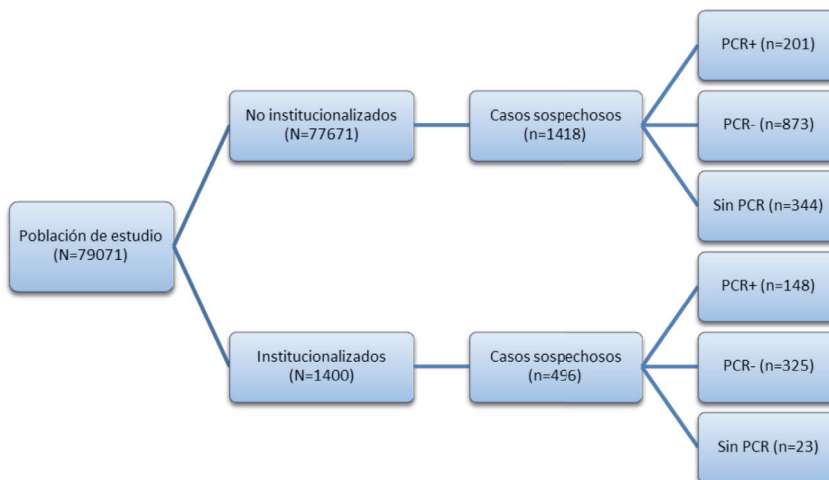 Población de estudio
(N=79071)
No institucionalizados
(N=77671)
Casos sospechosos
(n=1418)
PCR+ (n=201)
PCR- (n=873)
Sin PCR (n=344)
Institucionalizados
(N=1400)
Casos sospechosos
(n=496)
PCR+ (n=148)
PCR- (n=325)
Sin PCR (n=23)